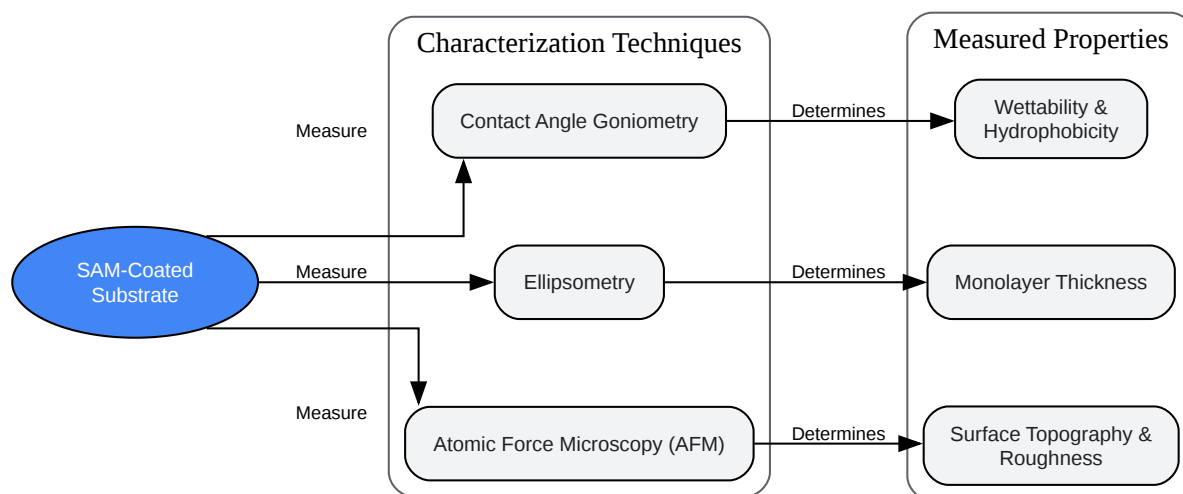 Characterization Techniques
Measured Properties
Measure
Contact Angle Goniometry
Determines
Wettability &
Hydrophobicity
SAM-Coated
Substrate
Measure
Ellipsometry
Determines
Monolayer Thickness
Measure
Atomic Force Microscopy (AFM)
Determines
Surface Topography &
Roughness